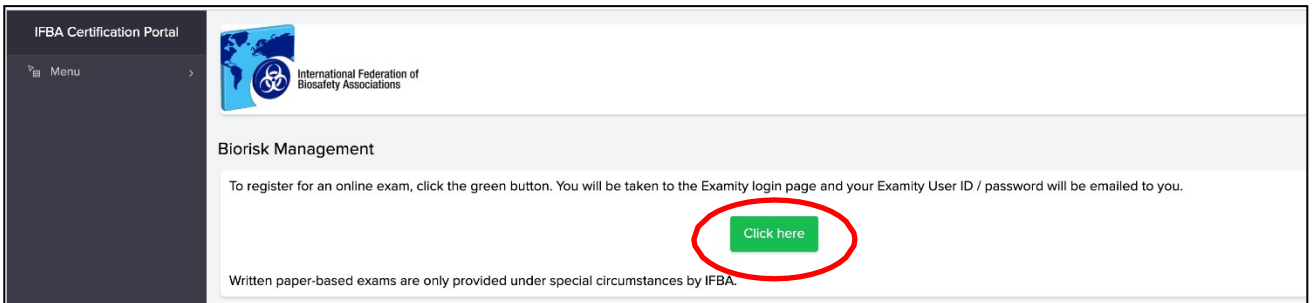 IFBA Certification Portal
Menu
International Federation of
Biosafety Associations
Biorisk Management
To register for an online exam, click the green button. You will be taken to the Examity login page and your Examity User ID / password will be emailed to you.
Click here
Written paper-based exams are only provided under special circumstances by IFBA.